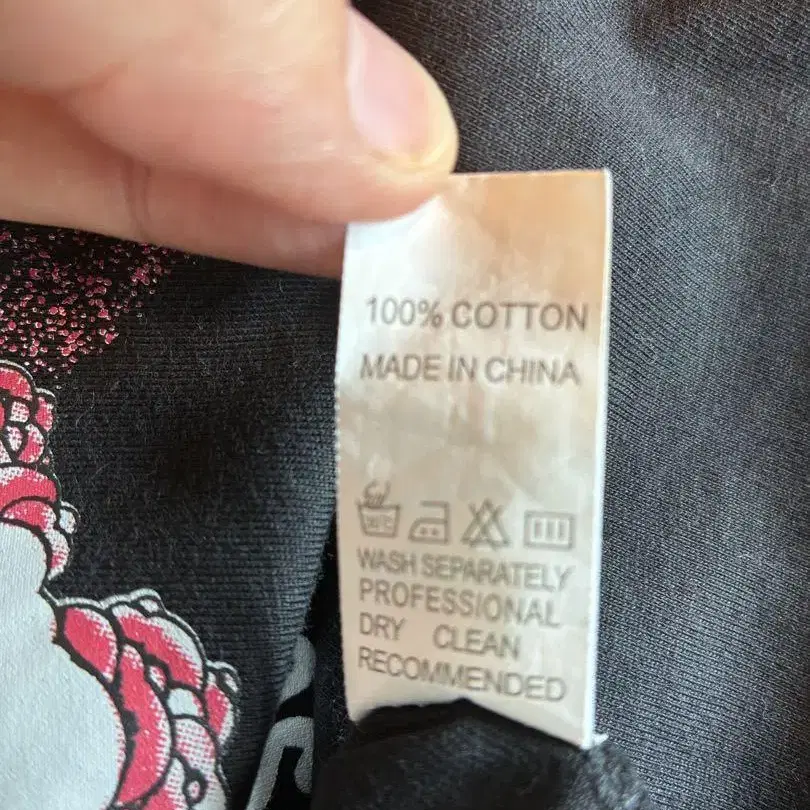 100% COTTON
MADE IN CHINA
WASH SEPARATELY
PROFESSIONAL
DRY CLEAN
RECOMMENDED